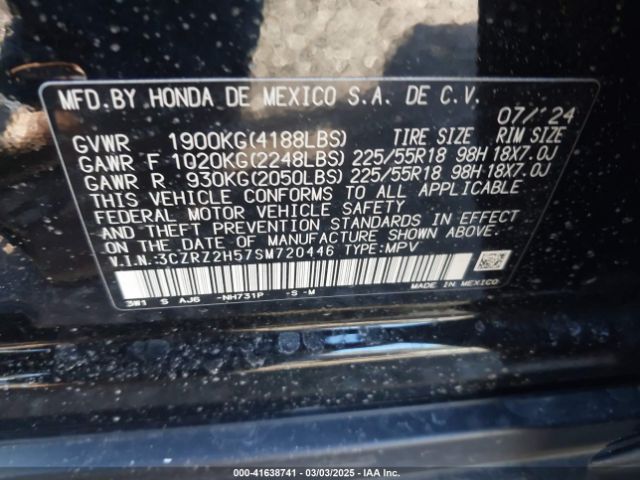 MFD. BY HONDA DE MEXICO S.A. DE C.V.
07/'24
GVWR 1900KG(4188LBS) TIRE SIZE RIM SIZE
GAWR F 1020KG(2248LBS) 225/55R18 98H 18X7.0J
GAWR R 930KG(2050LBS) 225/55R18 98H 18X7.0J
THIS VEHICLE CONFORMS TO ALL APPLICABLE
FEDERAL MOTOR VEHICLE SAFETY
AND THEFT PREVENTION STANDARDS IN EFFECT
ON THE DATE OF MANUFACTURE SHOWN ABOVE.
V.I.N.:3CZRZ2H57SM720446 TYPE:MPV
3W1 S AJ6 -NH731P -S-M
MADE IN MEXICO
000-41638741 | 03/03/2025 - IAA Inc.